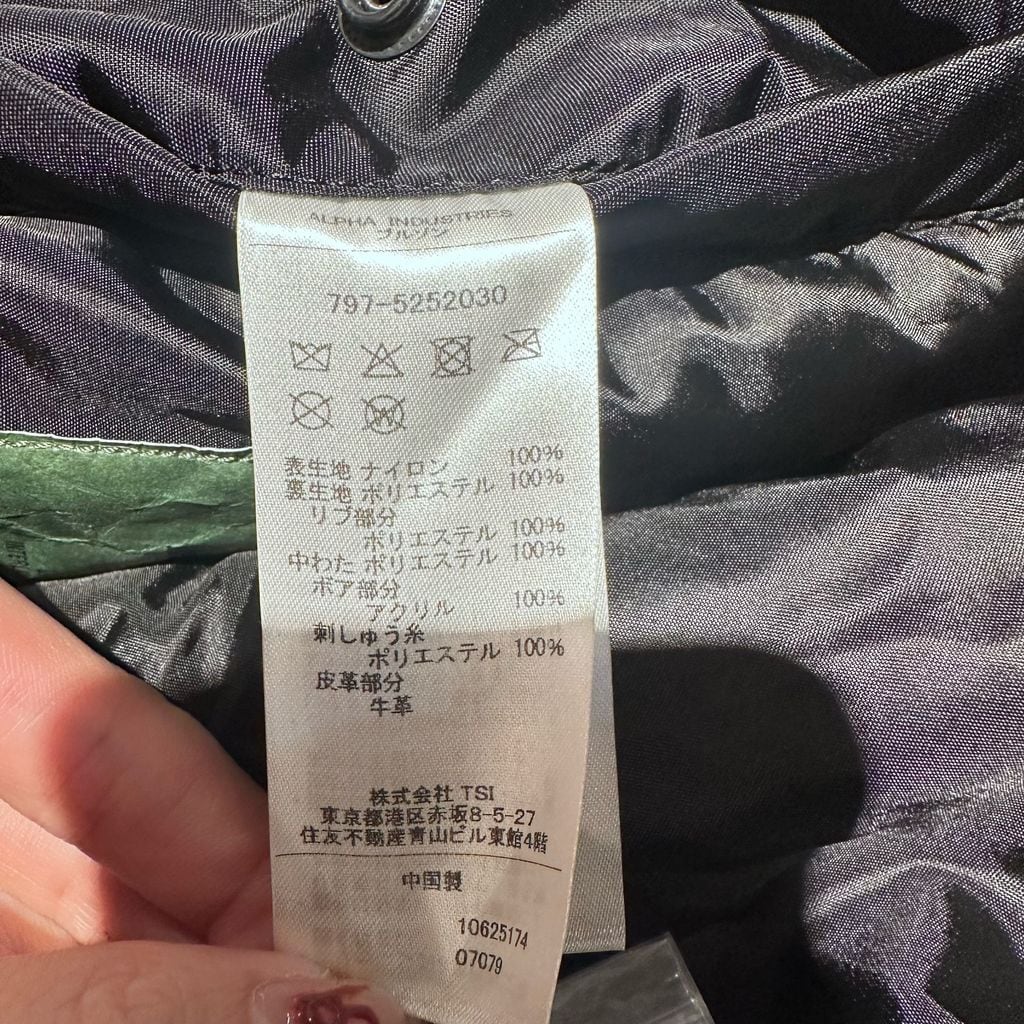 ALPHA INDUSTRIES
ブルゾン
797-5252030
表生地 ナイロン 100%
裏生地 ポリエステル 100%
リブ部分
ポリエステル 100%
中わた ポリエステル 100%
ボア部分
アクリル 100%
刺しゅう糸
ポリエステル 100%
皮革部分
牛革
株式会社 TSI
東京都港区赤坂8-5-27
住友不動産青山ビル東館4階
中国製
10625174
07079